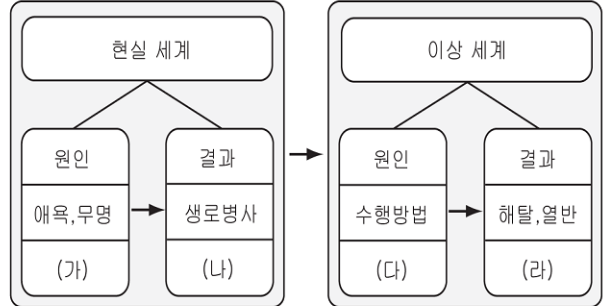 현실 세계
원인
애욕,무명
(가)
결과
생로병사
(나)
이상 세계
원인
수행방법
(다)
결과
해탈,열반
(라)